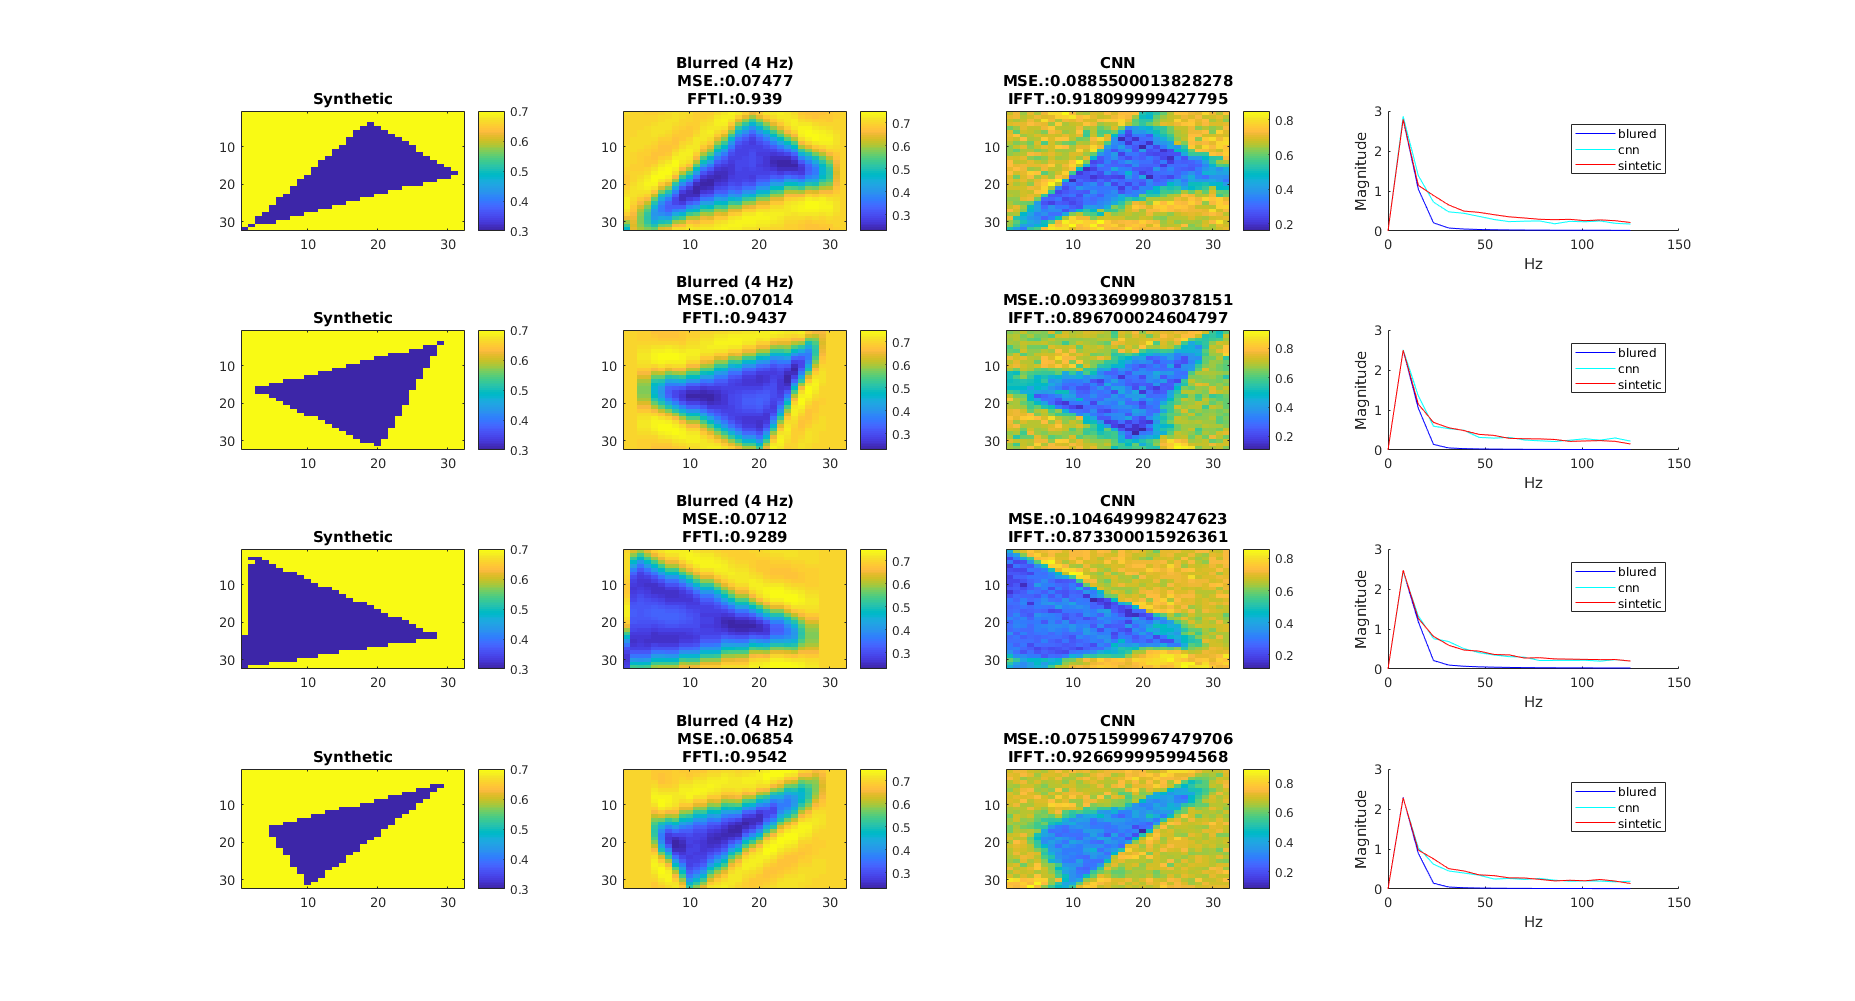 Synthetic
0.7
0.6
0.5
0.4
0.3
10
20
30
10 20 30
Blurred (4 Hz)
MSE.:0.07477
FFTI.:0.939
0.7
0.6
0.5
0.4
0.3
10
20
30
10 20 30
CNN
MSE.:0.0885500013828278
IFFT.:0.918099999427795
0.8
0.6
0.4
0.2
10
20
30
10 20 30
3
2
1
0
Magnitude
0 50 100 150
Hz
blured
cnn
sintetic
Synthetic
0.7
0.6
0.5
0.4
0.3
10
20
30
10 20 30
Blurred (4 Hz)
MSE.:0.07014
FFTI.:0.9437
0.7
0.6
0.5
0.4
0.3
10
20
30
10 20 30
CNN
MSE.:0.0933699980378151
IFFT.:0.896700024604797
0.8
0.6
0.4
0.2
10
20
30
10 20 30
3
2
1
0
Magnitude
0 50 100 150
Hz
blured
cnn
sintetic
Synthetic
0.7
0.6
0.5
0.4
0.3
10
20
30
10 20 30
Blurred (4 Hz)
MSE.:0.0712
FFTI.:0.9289
0.7
0.6
0.5
0.4
0.3
10
20
30
10 20 30
CNN
MSE.:0.104649998247623
IFFT.:0.873300015926361
0.8
0.6
0.4
0.2
10
20
30
10 20 30
3
2
1
0
Magnitude
0 50 100 150
Hz
blured
cnn
sintetic
Synthetic
0.7
0.6
0.5
0.4
0.3
10
20
30
10 20 30
Blurred (4 Hz)
MSE.:0.06854
FFTI.:0.9542
0.7
0.6
0.5
0.4
0.3
10
20
30
10 20 30
CNN
MSE.:0.0751599967479706
IFFT.:0.926699995994568
0.8
0.6
0.4
0.2
10
20
30
10 20 30
3
2
1
0
Magnitude
0 50 100 150
Hz
blured
cnn
sintetic